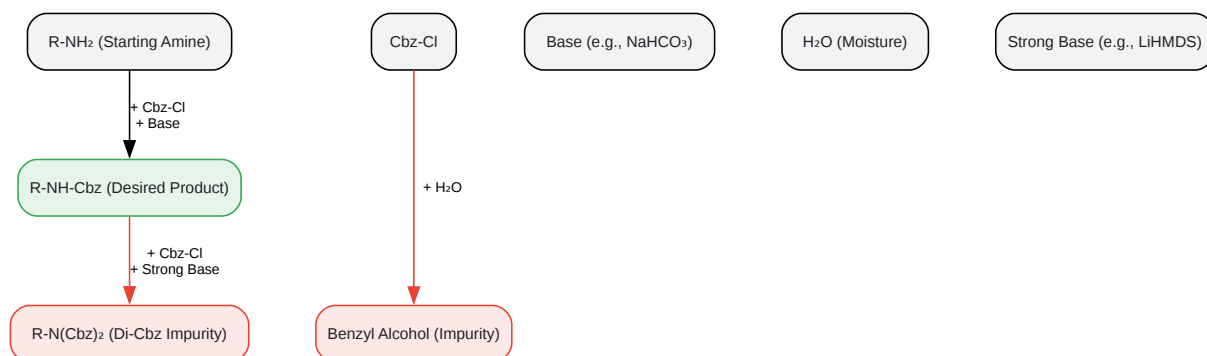 R-NH₂ (Starting Amine)
Cbz-Cl
Base (e.g., NaHCO₃)
H₂O (Moisture)
Strong Base (e.g., LiHMDS)
+ Cbz-Cl
+ Base
R-NH-Cbz (Desired Product)
+ H₂O
+ Cbz-Cl
+ Strong Base
R-N(Cbz)₂ (Di-Cbz Impurity)
Benzyl Alcohol (Impurity)